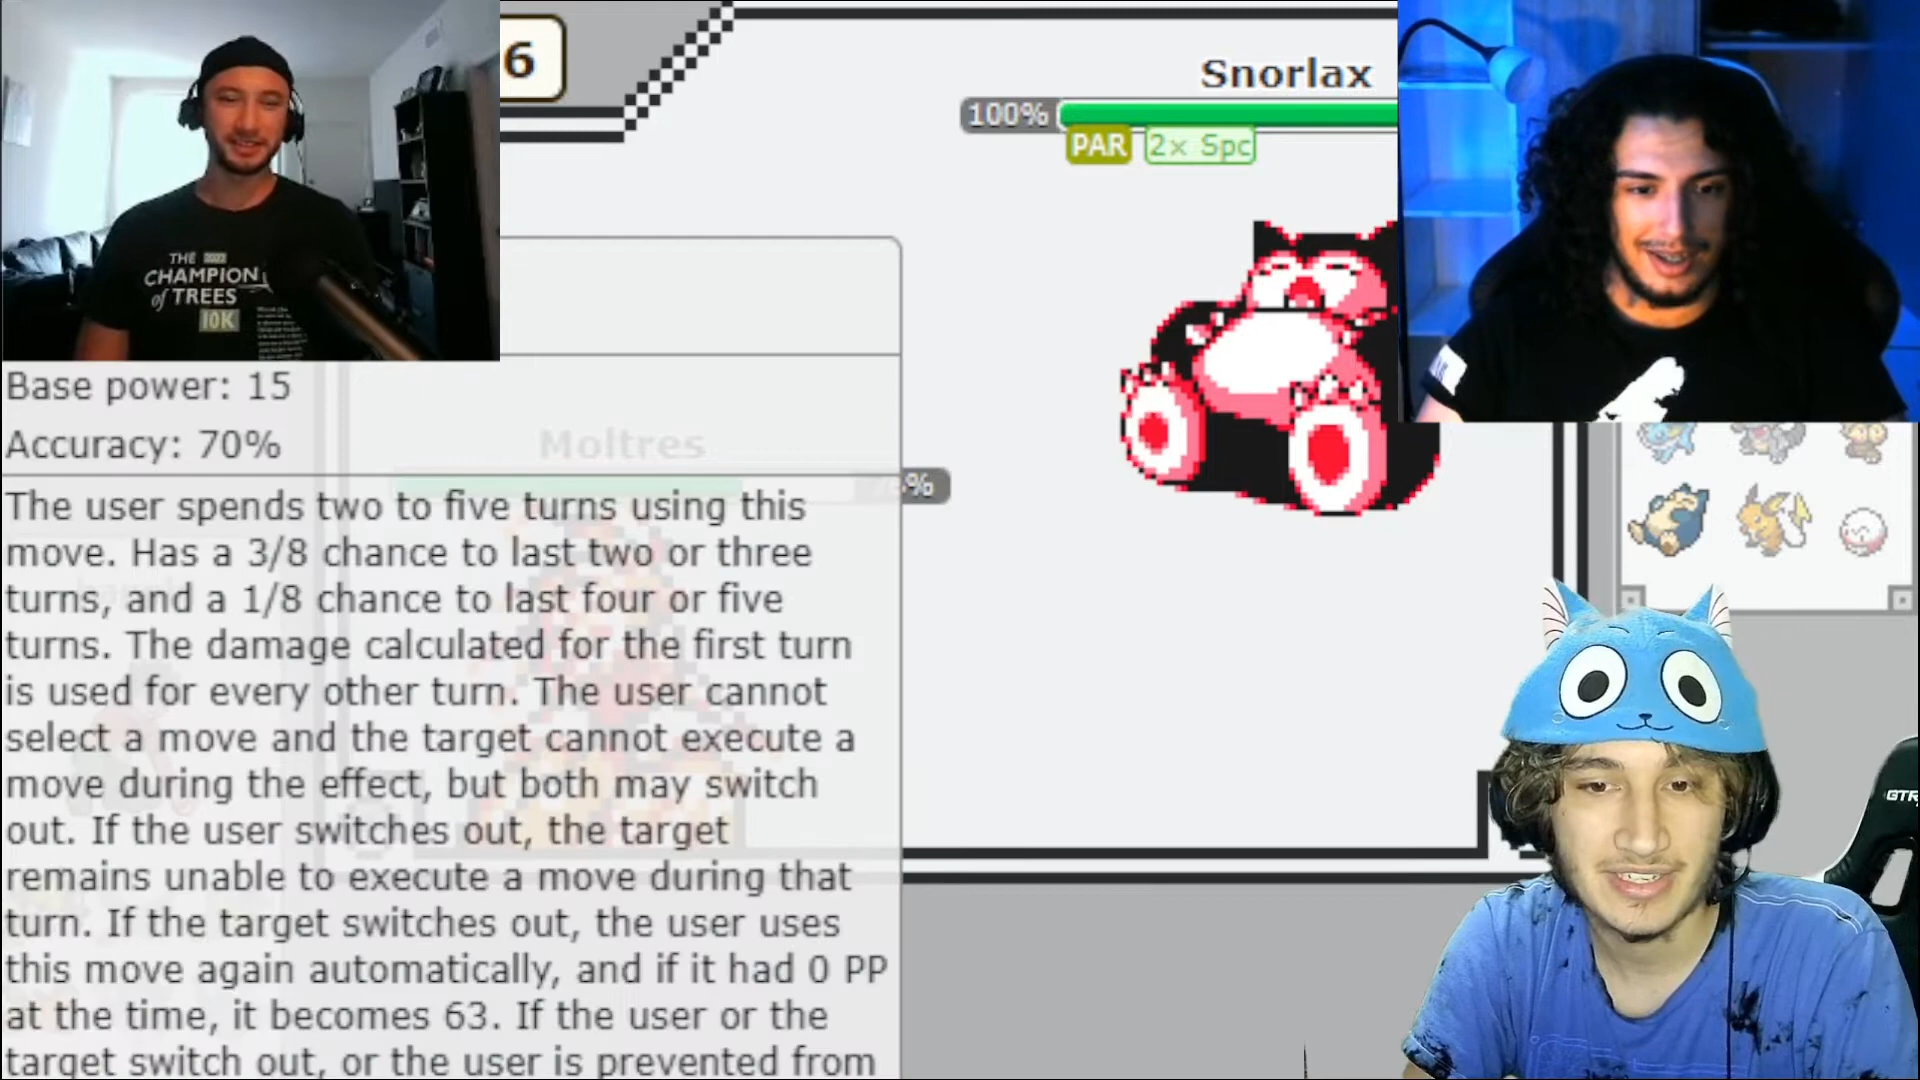 6
Snorlax
100%
PAR
2x Spc
THE
CHAMPION
of TREES
10K
Base power: 15
Accuracy: 70%
Moltres
%
The user spends two to five turns using this
move. Has a 3/8 chance to last two or three
turns, and a 1/8 chance to last four or five
turns. The damage calculated for the first turn
is used for every other turn. The user cannot
select a move and the target cannot execute a
move during the effect, but both may switch
out. If the user switches out, the target
remains unable to execute a move during that
turn. If the target switches out, the user uses
this move again automatically, and if it had 0 PP
at the time, it becomes 63. If the user or the
target switch out, or the user is prevented from
GTR